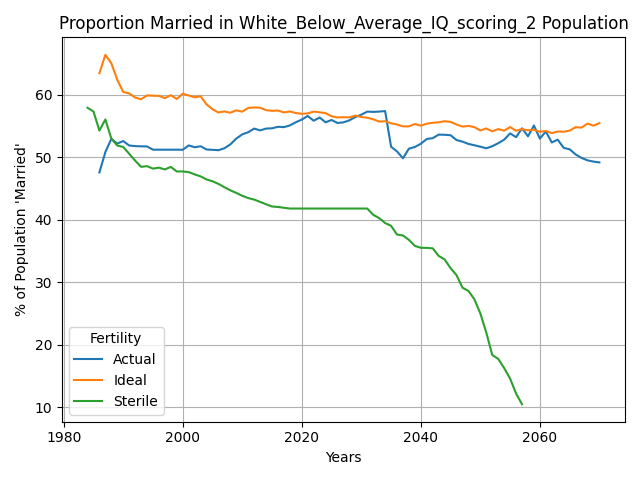 Proportion Married in White_Below_Average_IQ_scoring_2 Population
% of Population 'Married'
60
50
40
30
20
10
Fertility
Actual
Ideal
Sterile
1980
2000
2020
2040
2060
Years